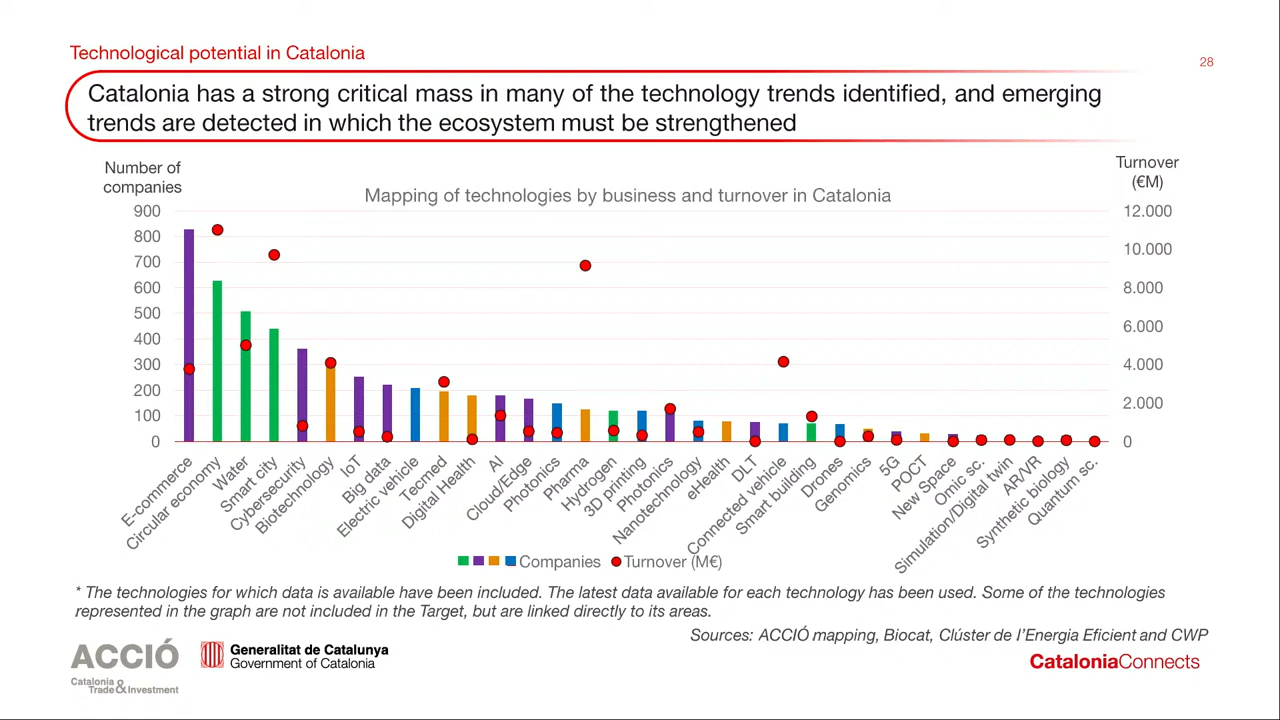 Technological potential in Catalonia
28
Catalonia has a strong critical mass in many of the technology trends identified, and emerging
trends are detected in which the ecosystem must be strengthened
Number of
companies
Turnover
(€M)
Mapping of technologies by business and turnover in Catalonia
900
800
700
600
500
400
300
200
100
0
12.000
10.000
8.000
6.000
4.000
2.000
0
E-commerce
Circular economy
Water
Smart city
Cybersecurity
Biotechnology
IoT
Big data
Electric vehicle
Tecmed
Digital Health
AI
Cloud/Edge
Photonics
Pharma
Hydrogen
3D printing
Photonics
Nanotechnology
eHealth
DLT
Connected vehicle
Smart building
Drones
Genomics
5G
POCT
New Space
Omic sc.
Simulation/Digital twin
AR/VR
Synthetic biology
Quantum sc.
Companies
Turnover (M€)
* The technologies for which data is available have been included. The latest data available for each technology has been used. Some of the technologies
represented in the graph are not included in the Target, but are linked directly to its areas.
Sources: ACCIÓ mapping, Biocat, Clúster de l'Energia Eficient and CWP
ACCIÓ
Catalonia
Trade & Investment
Generalitat de Catalunya
Government of Catalonia
CataloniaConnects